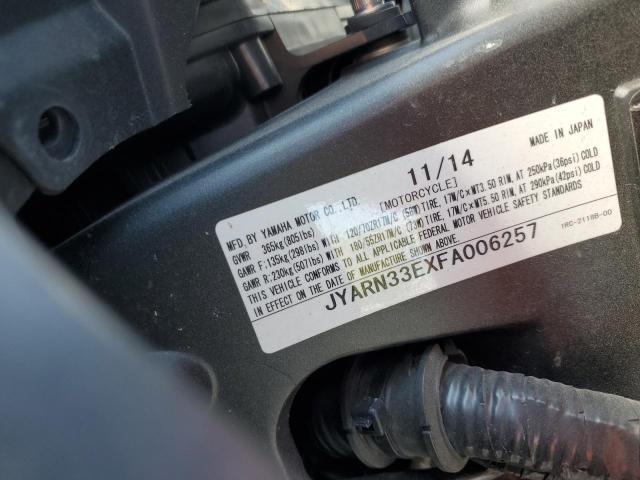 11/14
MADE IN JAPAN
MFD.BY YAMAHA MOTOR CO.,LTD. [MOTORCYCLE]
GVWR 365kg(805lbs)
GAWR F:135kg(298lbs)WITH 120/70ZR17M/C (58W)TIRE, 17M/C×MT3.50 RIM, AT 250kPa(36psi)COLD
GAWR R:230kg(507lbs)WITH 180/55ZR17M/C (73W)TIRE, 17M/C×MT5.50 RIM, AT 290kPa(42psi)COLD
THIS VEHICLE CONFORMS TO ALL APPLICABLE FEDERAL MOTOR VEHICLE SAFETY STANDARDS
IN EFFECT ON THE DATE OF MANUFACTURE SHOWN ABOVE.
JYARN33EXFA006257
1RC-2118B-00